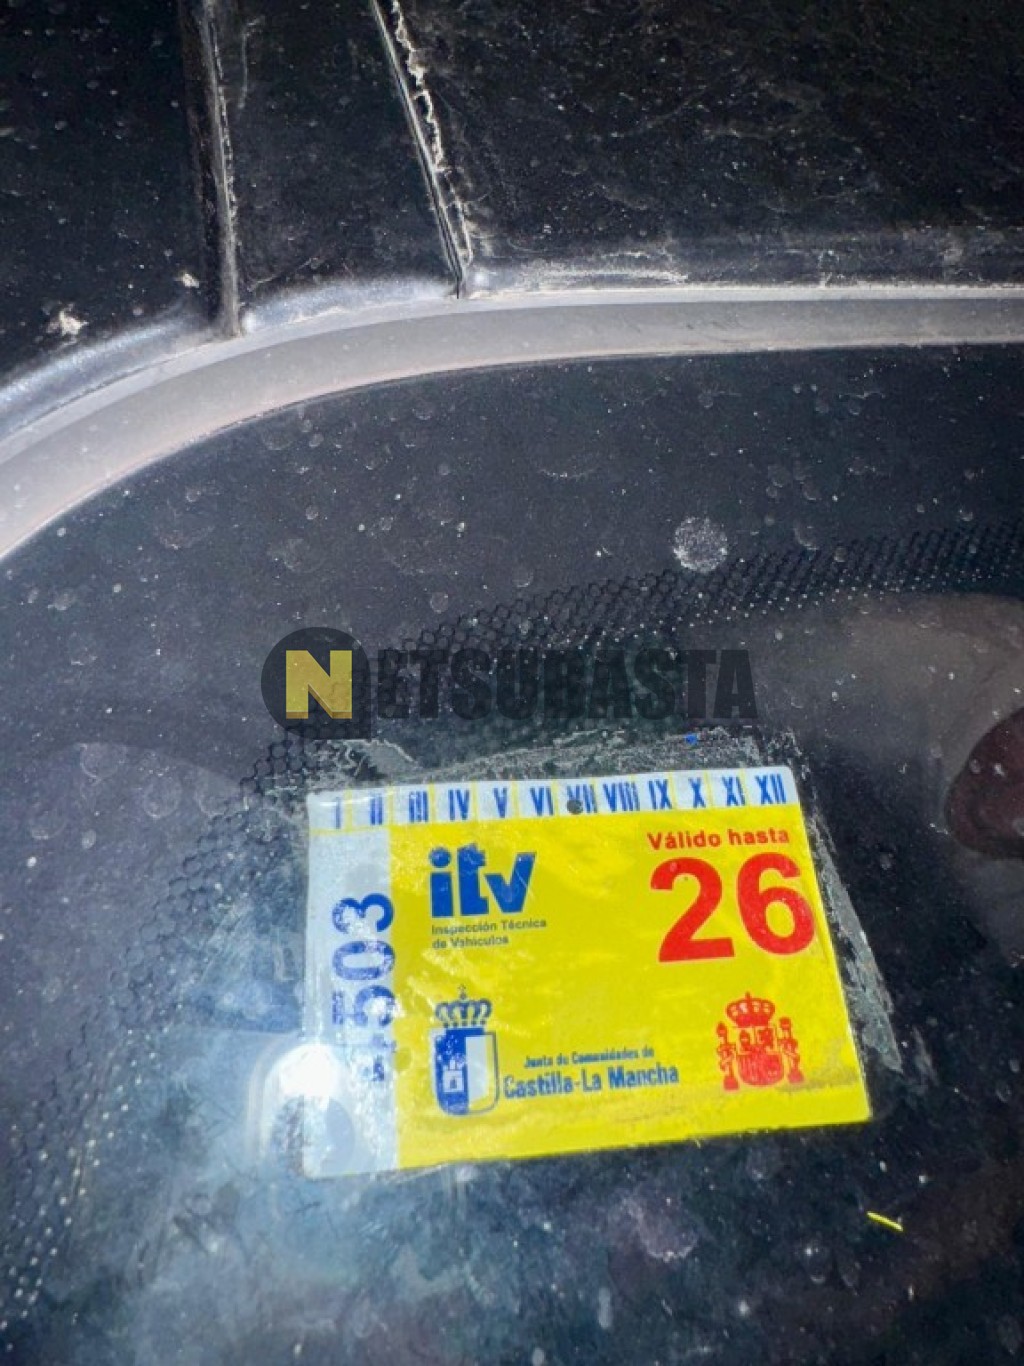 NETSUBASTA
I II III IV V VI VII VIII IX X XI XII
Válido hasta
itv
26
Inspección Técnica
de Vehículos
503
Junta de Comunidades de
Castilla-La Mancha